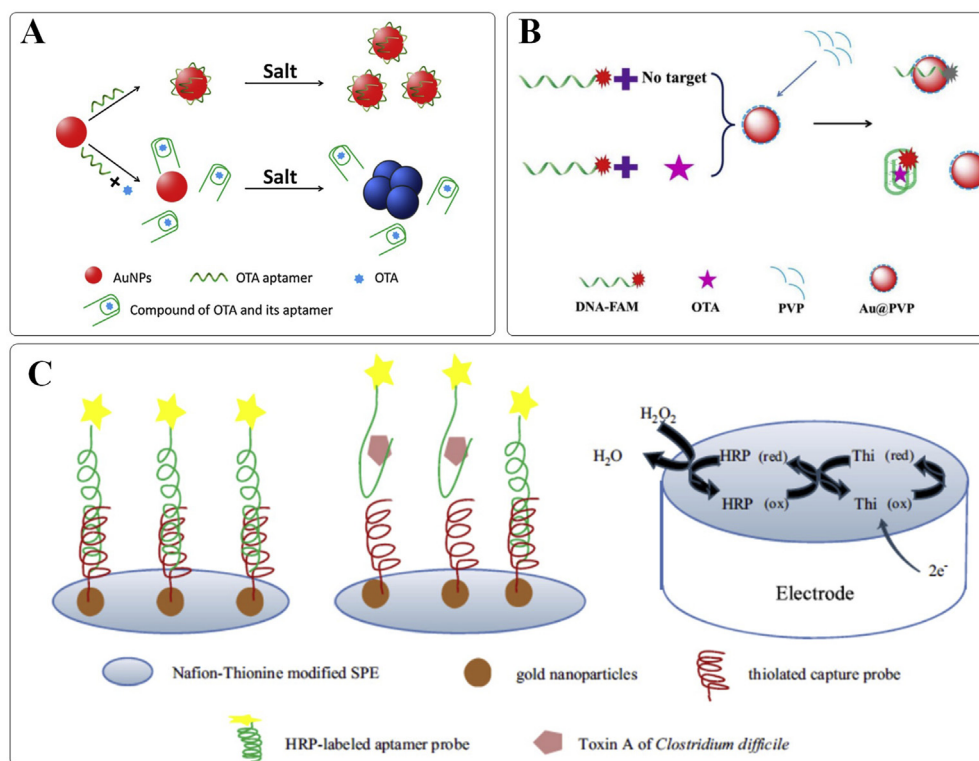 A
Salt
Salt
AuNPs
OTA aptamer
OTA
Compound of OTA and its aptamer
B
No target
DNA-FAM
OTA
PVP
Au@PVP
C
H₂O₂
H₂O
HRP (red)
Thi (red)
HRP (ox)
Thi (ox)
2e⁻
Electrode
Nafion-Thionine modified SPE
gold nanoparticles
thiolated capture probe
HRP-labeled aptamer probe
Toxin A of Clostridium difficile